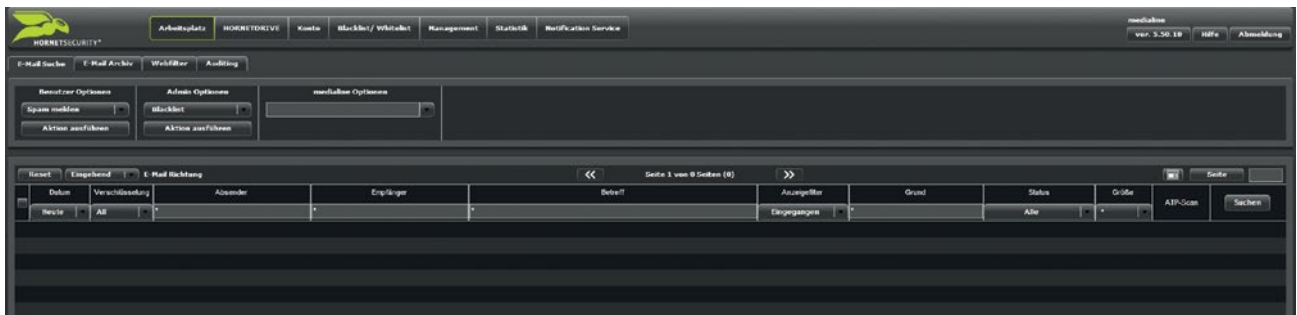 HORNETSECURITY®
Arbeitsplatz HORNETDRIVE Konto Blacklist/Whitelist Management Statistik Notification Service
medialine
ver. 5.50.10 Hilfe Abmeldung
E-Mail Suche E-Mail Archiv Webfilter Auditing
Benutzer Optionen Admin Optionen medialine Optionen
Spam melden Blacklist
Aktion ausführen Aktion ausführen
Reset Eingehend E-Mail Richtung Seite 1 von 0 Seiten (0) Seite
Datum Verschlüsselung Absender Empfänger Betreff Anzeigefilter Grund Status Größe ATP-Scan Suchen
Heute All * * * Eingegangen * Alle *